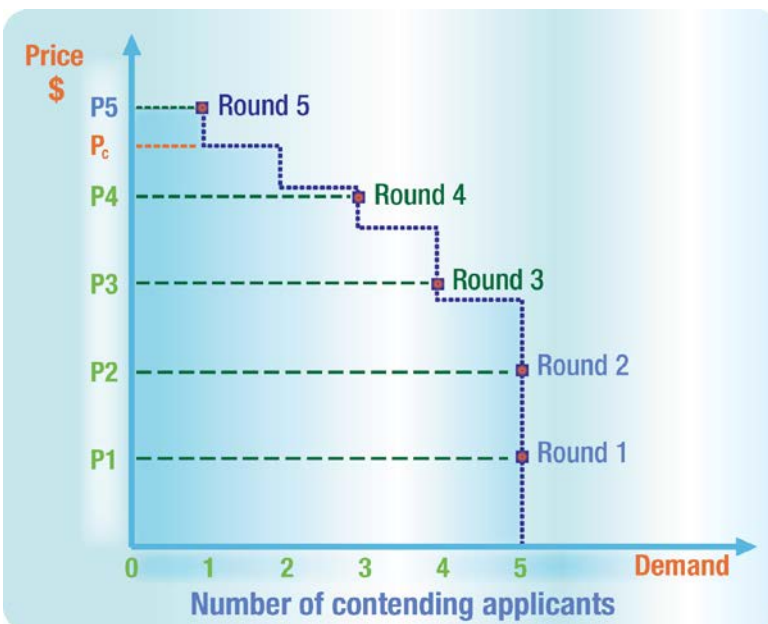 Price
$
P5
Round 5
Pc
P4
Round 4
P3
Round 3
P2
Round 2
P1
Round 1
0 1 2 3 4 5 Demand
Number of contending applicants